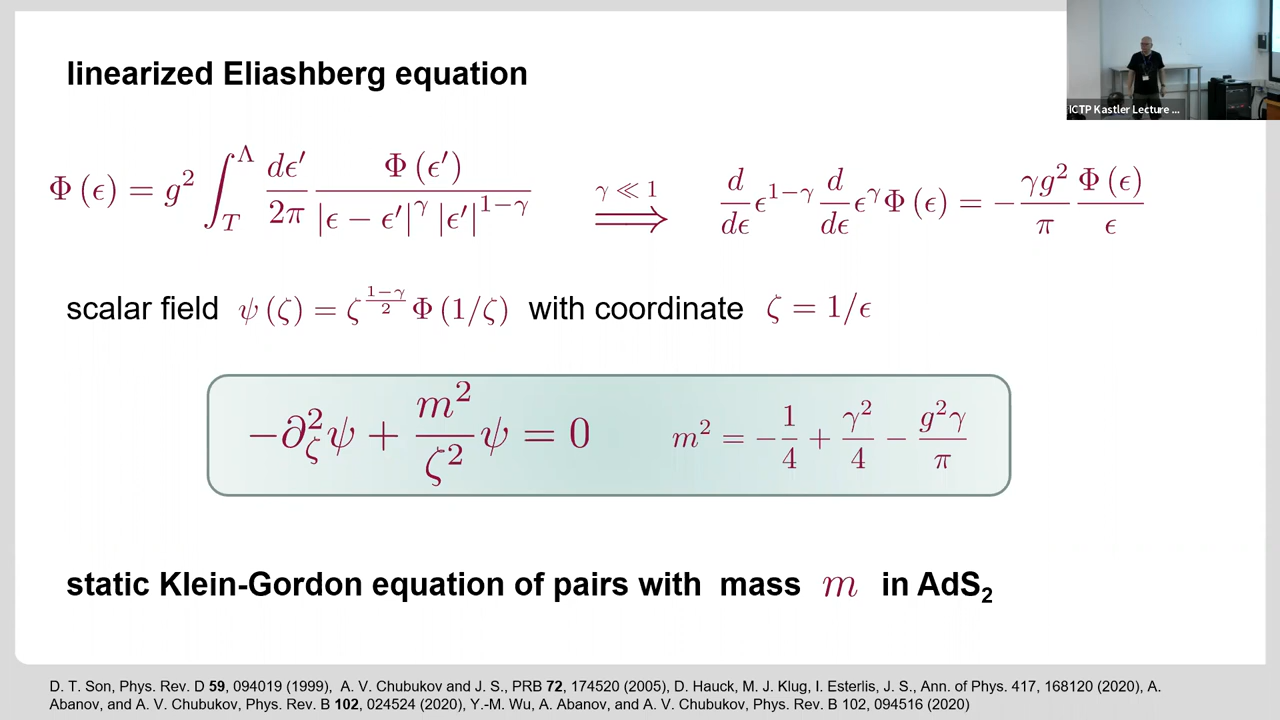 linearized Eliashberg equation
ICTP Kastler Lecture ...
Φ(ϵ) = g² ∫_T^Λ dϵ′/2π Φ(ϵ′)/(|ϵ − ϵ′|^γ |ϵ′|^{1−γ}) γ ≪ 1 ⟹ d/dϵ ϵ^{1−γ} d/dϵ ϵ^γ Φ(ϵ) = −γg²/π Φ(ϵ)/ϵ
scalar field ψ(ζ) = ζ^{(1−γ)/2} Φ(1/ζ) with coordinate ζ = 1/ϵ
−∂_ζ² ψ + m²/ζ² ψ = 0 m² = −1/4 + γ²/4 − g²γ/π
static Klein-Gordon equation of pairs with mass m in AdS₂
D. T. Son, Phys. Rev. D 59, 094019 (1999), A. V. Chubukov and J. S., PRB 72, 174520 (2005), D. Hauck, M. J. Klug, I. Esterlis, J. S., Ann. of Phys. 417, 168120 (2020), A.
Abanov, and A. V. Chubukov, Phys. Rev. B 102, 024524 (2020), Y.-M. Wu, A. Abanov, and A. V. Chubukov, Phys. Rev. B 102, 094516 (2020)